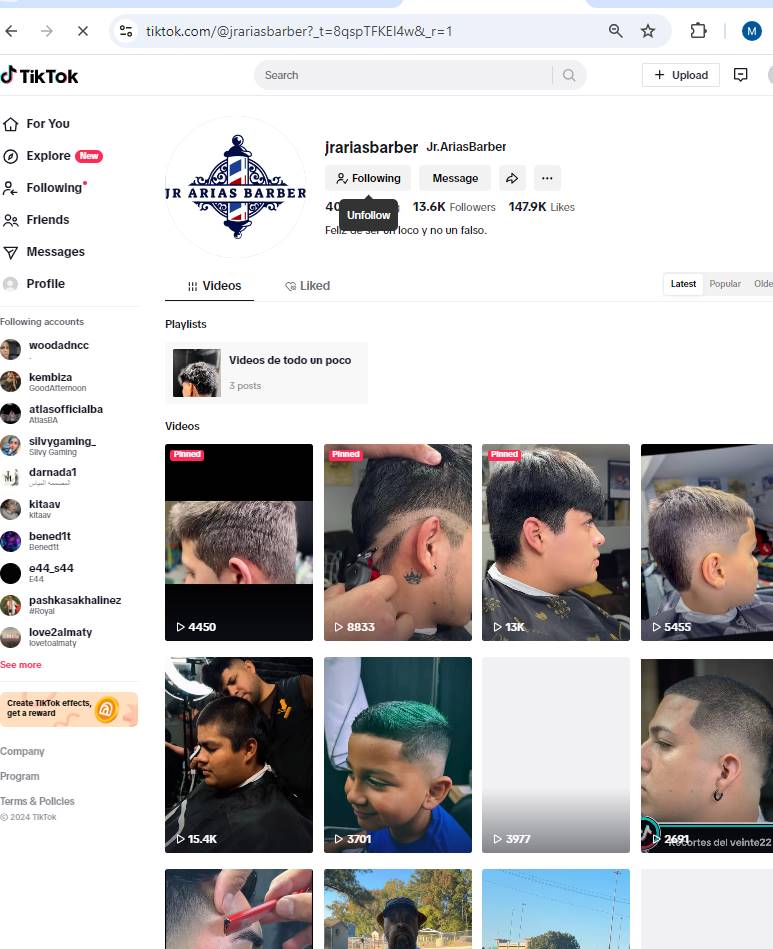 tiktok.com/@jrariasbarber?_t=8qspTFKEl4w&_r=1
M
TikTok
Search
Upload
For You
Explore New
Following
Friends
Messages
Profile
Following accounts
woodadncc
.
kembiza
GoodAfternoon
atlasofficialba
AtlasBA
silvygaming_
Silvy Gaming
darnada1
kitaav
kitaav
bened1t
Bened1t
e44_s44
E44
pashkasakhalinez
#Royal
love2almaty
lovetoalmaty
See more
Create TikTok effects,
get a reward
Company
Program
Terms & Policies
© 2024 TikTok
JR ARIAS BARBER
jrariasbarber Jr.AriasBarber
Following Message ...
Unfollow
13.6K Followers 147.9K Likes
Feliz de ser un loco y no un falso.
Videos Liked
Latest Popular Olde
Playlists
Videos de todo un poco
3 posts
Videos
Pinned Pinned Pinned
4450 8833 13K 5455
15.4K 3701 3977 2691
Recortes del veinte22